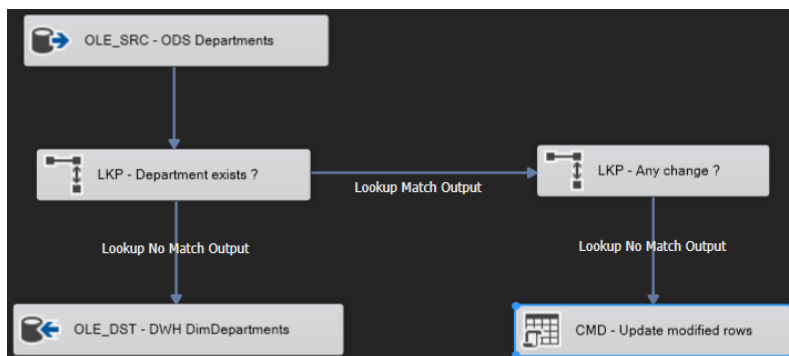 OLE_SRC - ODS Departments
LKP - Department exists ?
Lookup Match Output
LKP - Any change ?
Lookup No Match Output
Lookup No Match Output
OLE_DST - DWH DimDepartments
CMD - Update modified rows